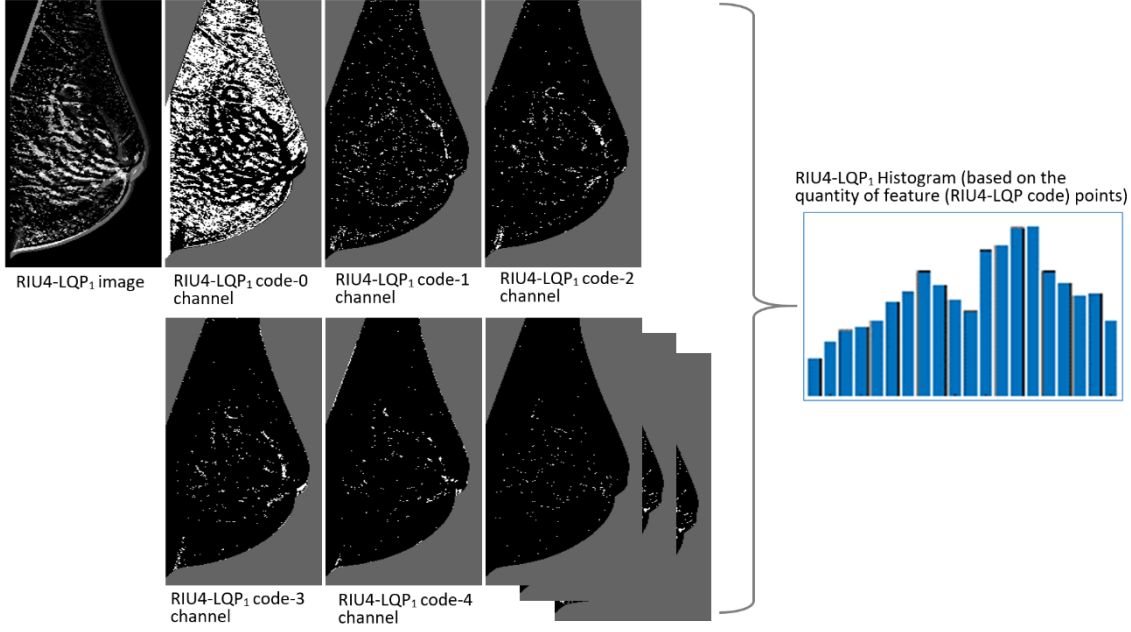 RIU4-LQP₁ Histogram (based on the
quantity of feature (RIU4-LQP code) points)
RIU4-LQP₁ image
RIU4-LQP₁ code-0
channel
RIU4-LQP₁ code-1
channel
RIU4-LQP₁ code-2
channel
RIU4-LQP₁ code-3
channel
RIU4-LQP₁ code-4
channel